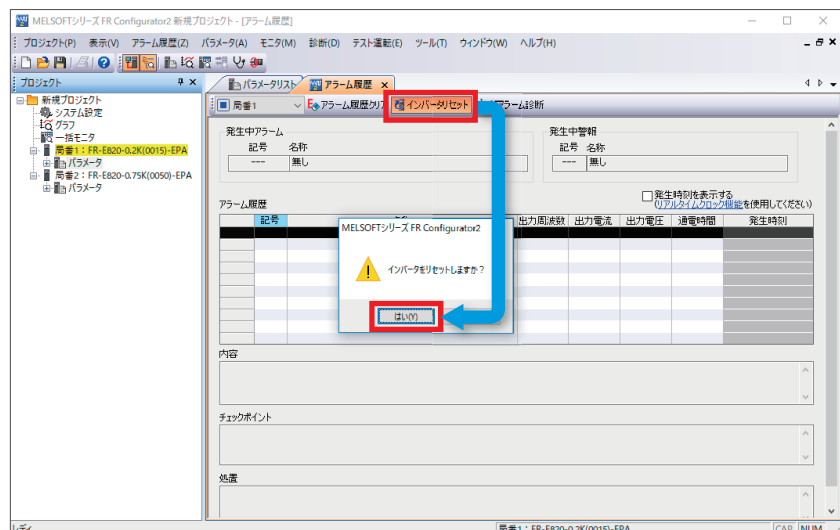 MELSOFTシリーズ FR Configurator2 新規プロジェクト - [アラーム履歴]
プロジェクト(P) 表示(V) アラーム履歴(Z) パラメータ(A) モニタ(M) 診断(D) テスト運転(E) ツール(T) ウィンドウ(W) ヘルプ(H)
プロジェクト
パラメータリスト アラーム履歴
新規プロジェクト
システム設定
グラフ
一括モニタ
局番1：FR-E820-0.2K(0015)-EPA
パラメータ
局番2：FR-E820-0.75K(0050)-EPA
パラメータ
局番1 アラーム履歴クリア インバータリセット アラーム診断
発生中アラーム
記号 名称
--- 無し
発生中警報
記号 名称
--- 無し
発生時刻を表示する
(リアルタイムクロック機能を使用してください)
アラーム履歴
記号 名称 出力周波数 出力電流 出力電圧 通電時間 発生時刻
MELSOFTシリーズ FR Configurator2
インバータをリセットしますか？
はい(Y)
内容
チェックポイント
処置
レディ 局番1：FR-E820-0.2K(0015)-EPA CAP NUM